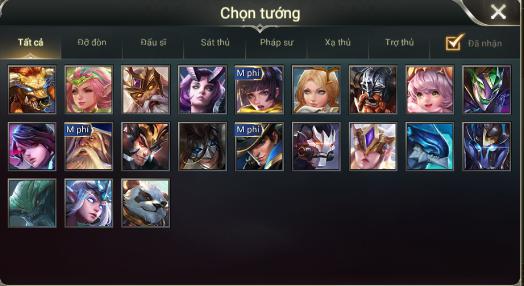 Chọn tướng
Tất cả Đỡ đòn Đấu sĩ Sát thủ Pháp sư Xạ thủ Trợ thủ Đã nhận
M phí
M phí M phí